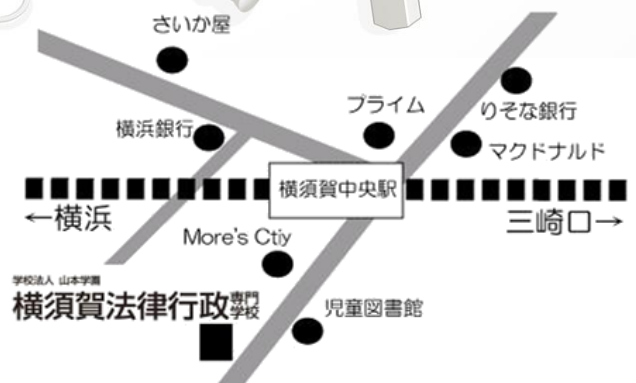 さいか屋
プライム
りそな銀行
横浜銀行
マクドナルド
横須賀中央駅
←横浜
三崎口→
More's Ctiy
学校法人 山本学園
横須賀法律行政専門学校
児童図書館